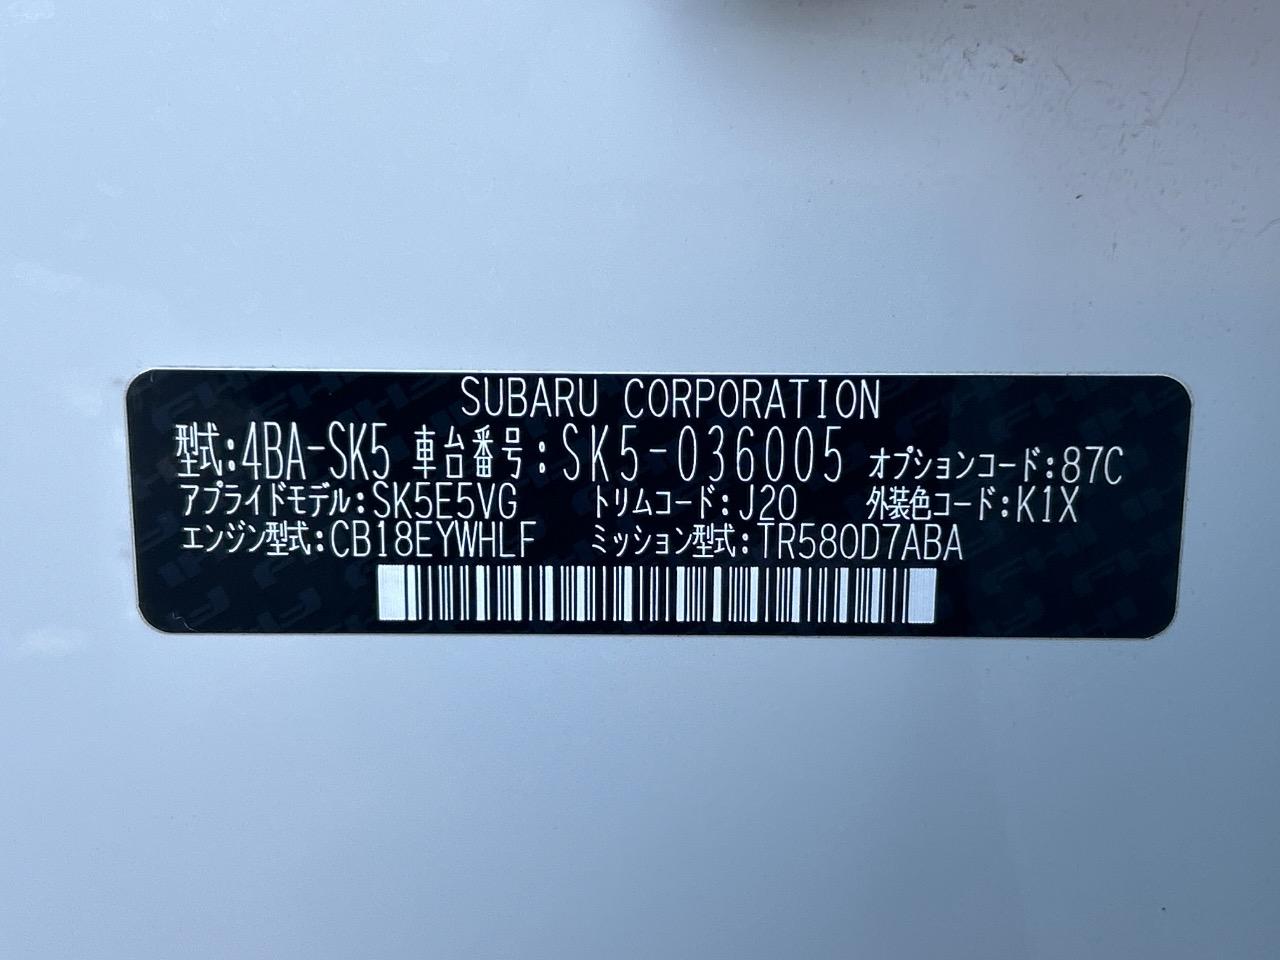 SUBARU CORPORATION
型式:4BA-SK5 車台番号:SK5-036005 オプションコード:87C
アプライドモデル:SK5E5VG トリムコード:J20 外装色コード:K1X
エンジン型式:CB18EYWHLF ミッション型式:TR580D7ABA